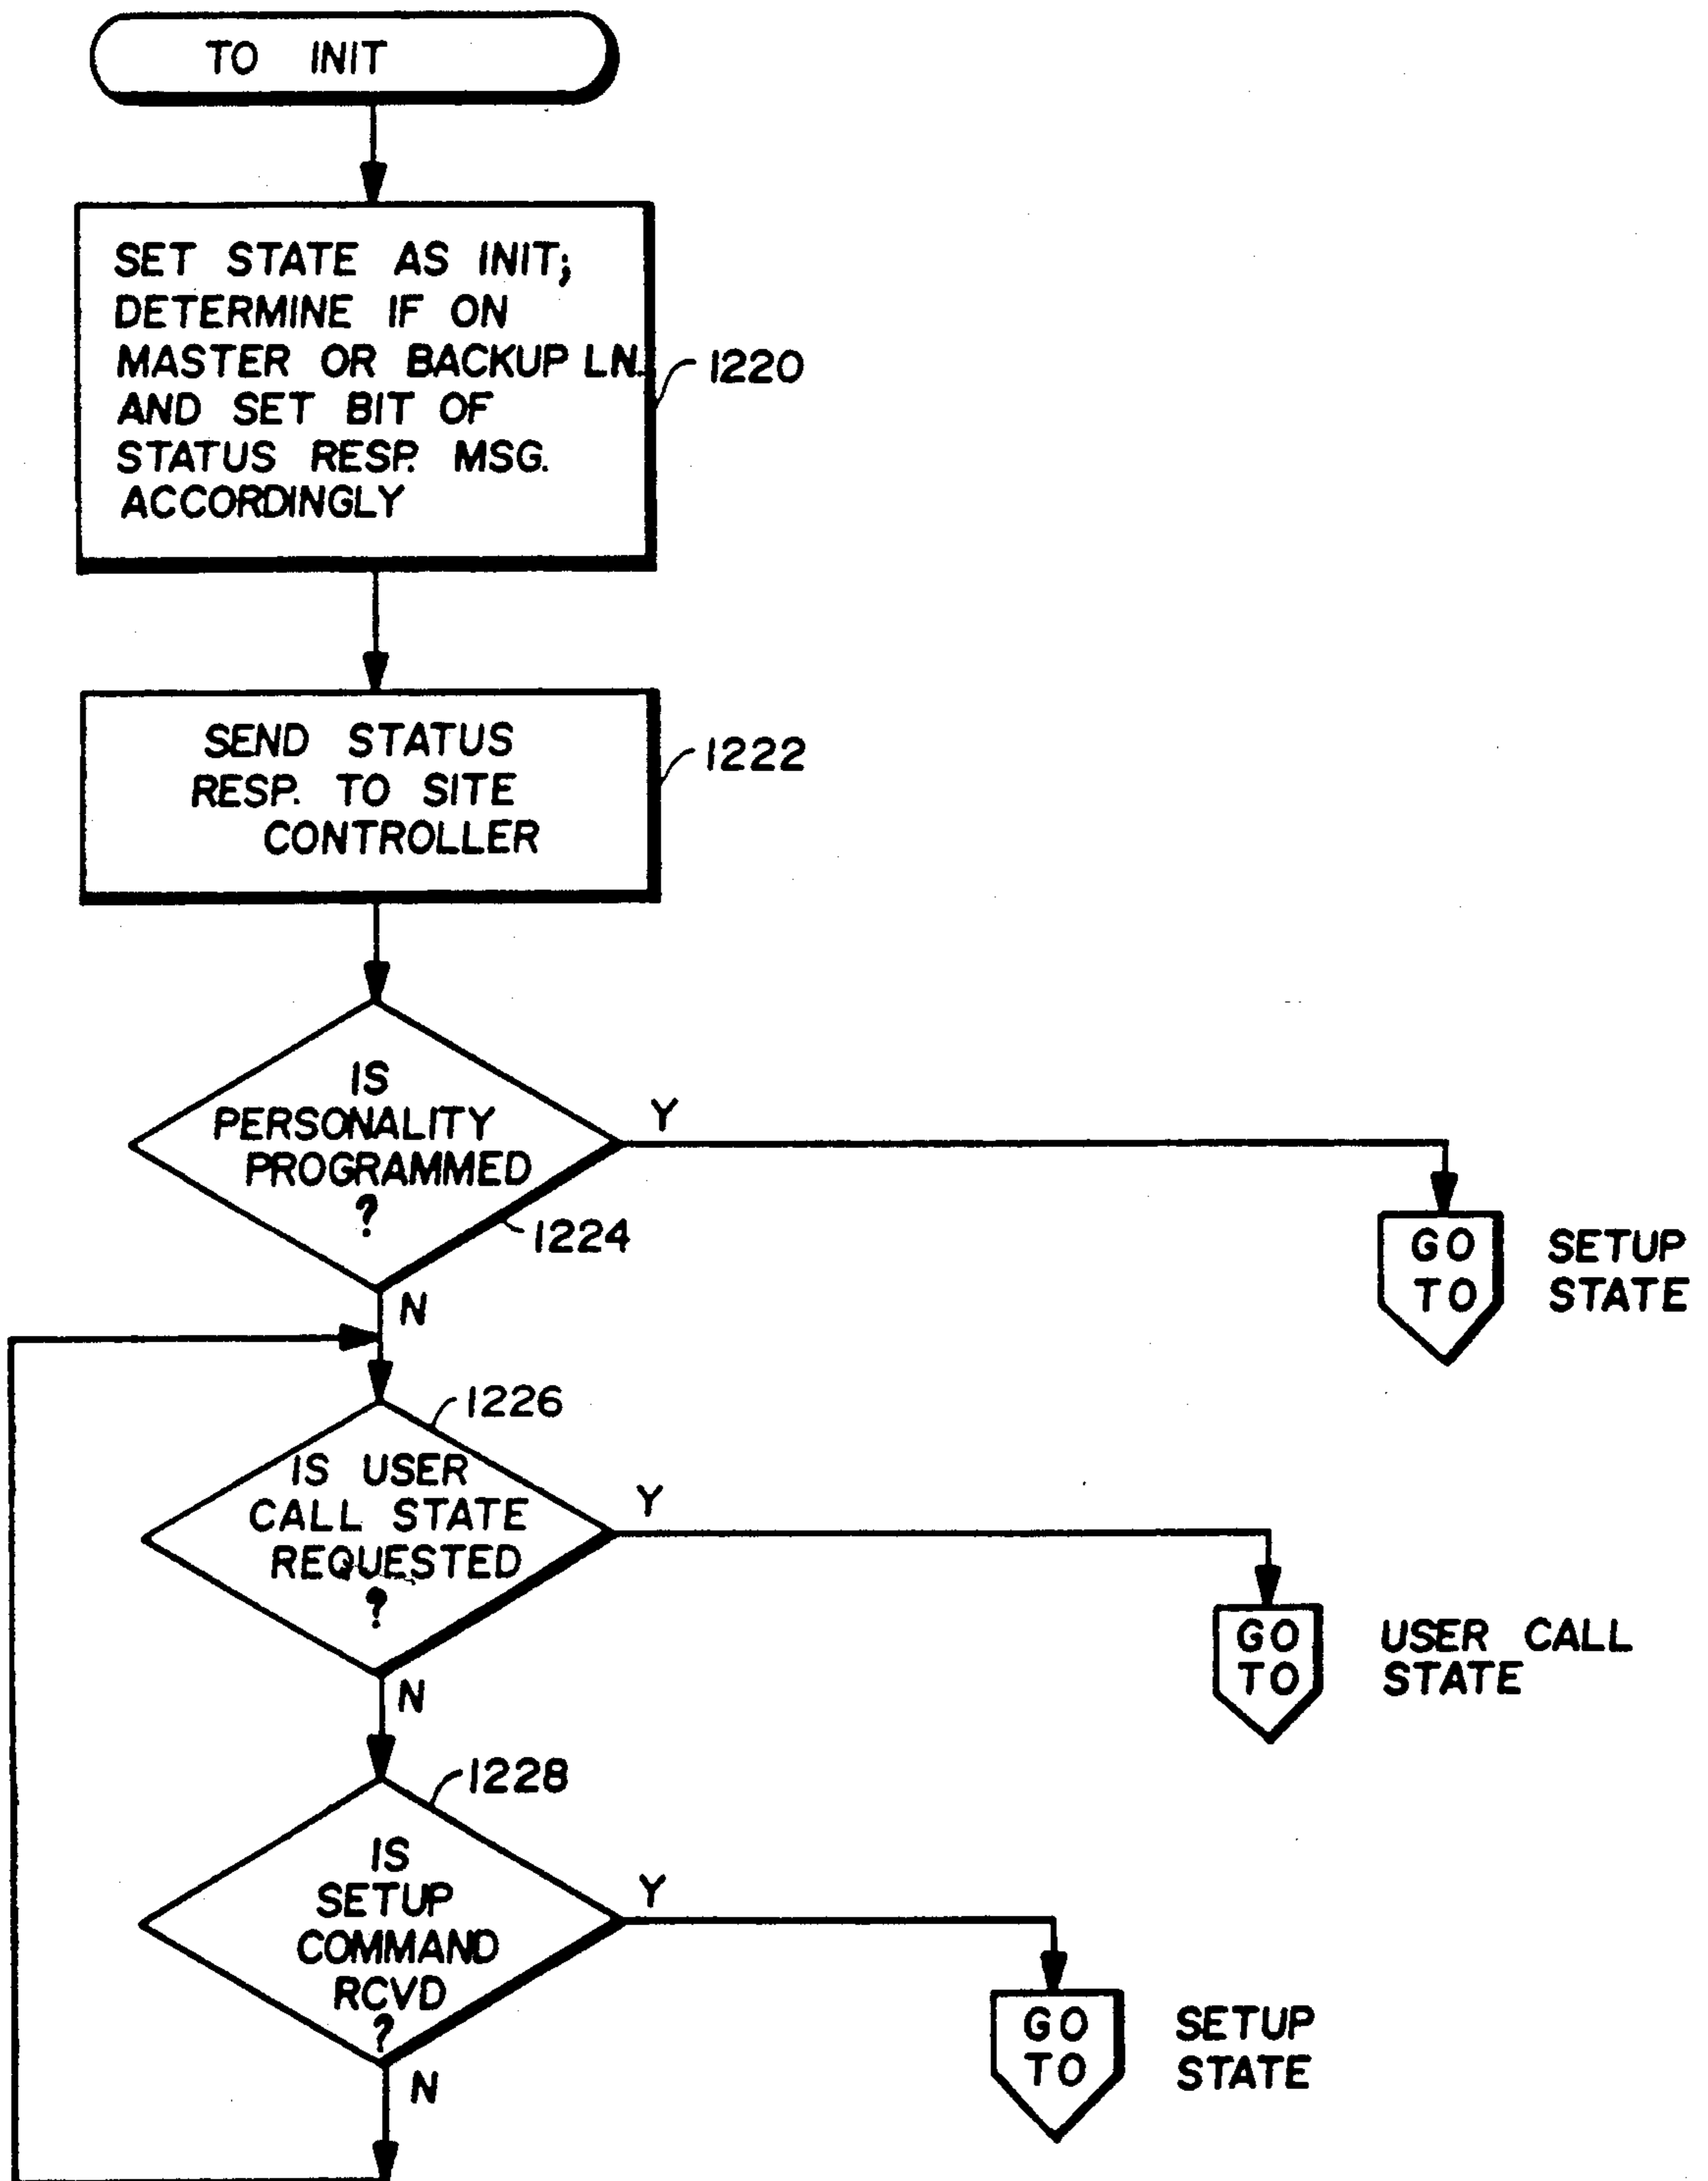 TO INIT
SET STATE AS INIT;
DETERMINE IF ON
MASTER OR BACKUP LN.
AND SET BIT OF
STATUS RESP. MSG.
ACCORDINGLY
1220
SEND STATUS
RESP. TO SITE
CONTROLLER
1222
IS
PERSONALITY
PROGRAMMED
?
1224
Y
N
GO
TO
SETUP
STATE
1226
IS USER
CALL STATE
REQUESTED
?
Y
N
GO
TO
USER CALL
STATE
1228
IS
SETUP
COMMAND
RCVD
?
Y
N
GO
TO
SETUP
STATE